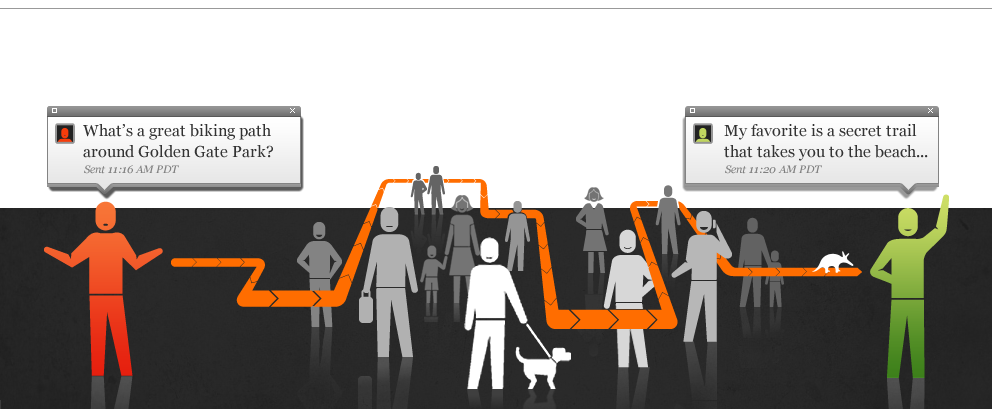 What's a great biking path
around Golden Gate Park?
Sent 11:16 AM PDT
My favorite is a secret trail
that takes you to the beach...
Sent 11:20 AM PDT